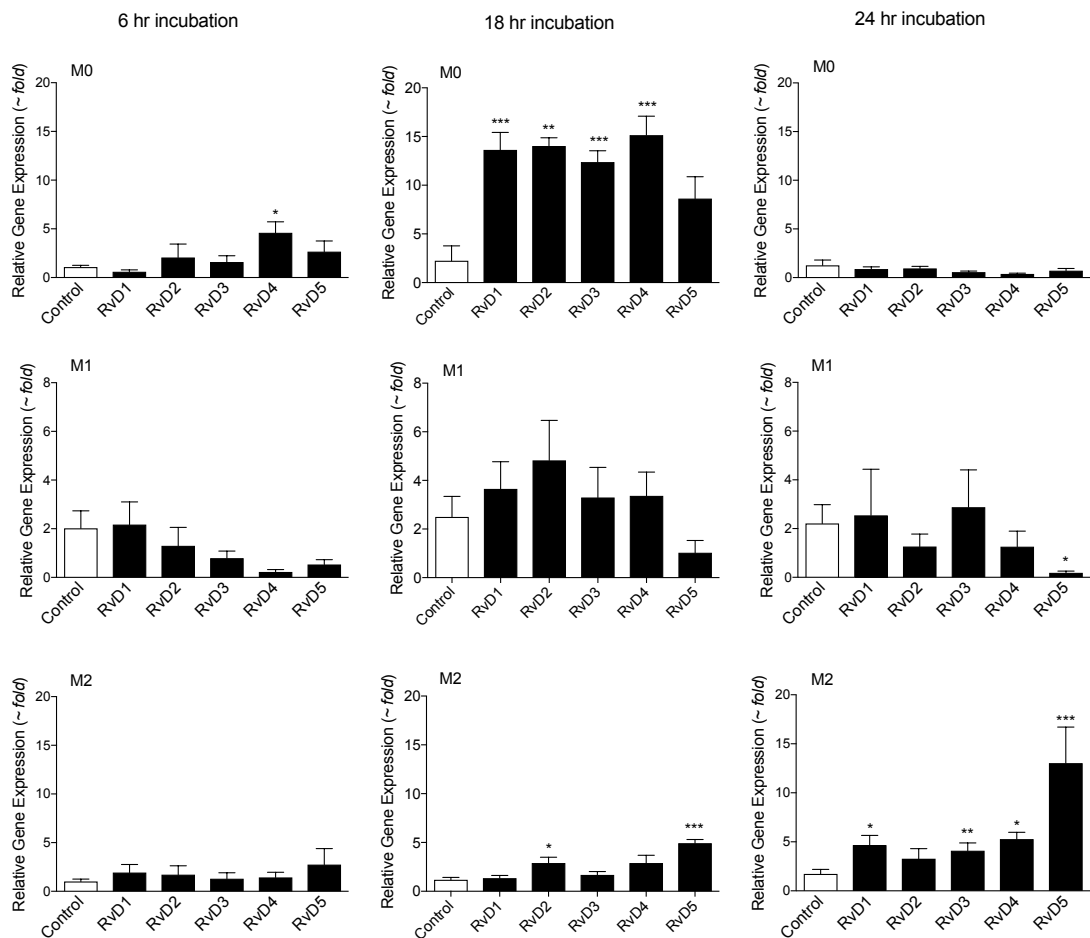 6 hr incubation
18 hr incubation
24 hr incubation
M0
Relative Gene Expression (~ fold)
20
15
10
5
0
*
Control
RvD1
RvD2
RvD3
RvD4
RvD5
M0
Relative Gene Expression (~ fold)
20
15
10
5
0
***
**
***
***
Control
RvD1
RvD2
RvD3
RvD4
RvD5
M0
Relative Gene Expression (~ fold)
20
15
10
5
0
Control
RvD1
RvD2
RvD3
RvD4
RvD5
M1
Relative Gene Expression (~ fold)
8
6
4
2
0
Control
RvD1
RvD2
RvD3
RvD4
RvD5
M1
Relative Gene Expression (~ fold)
8
6
4
2
0
Control
RvD1
RvD2
RvD3
RvD4
RvD5
M1
Relative Gene Expression (~ fold)
8
6
4
2
0
*
Control
RvD1
RvD2
RvD3
RvD4
RvD5
M2
Relative Gene Expression (~ fold)
20
15
10
5
0
Control
RvD1
RvD2
RvD3
RvD4
RvD5
M2
Relative Gene Expression (~ fold)
20
15
10
5
0
*
***
Control
RvD1
RvD2
RvD3
RvD4
RvD5
M2
Relative Gene Expression (~ fold)
20
15
10
5
0
*
**
*
***
Control
RvD1
RvD2
RvD3
RvD4
RvD5